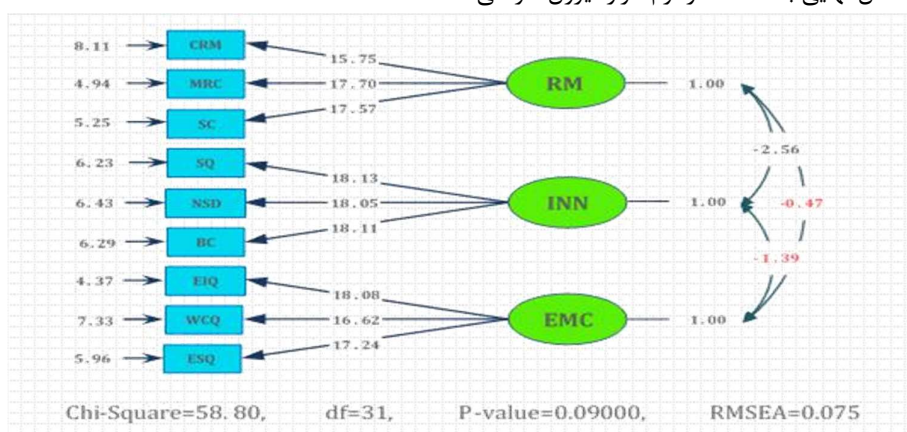 8.11 CRM 15.75
4.94 MRC 17.70 RM 1.00
5.25 SC 17.57
-2.56
6.23 SQ 18.13
6.43 NSD 18.05 INN 1.00 -0.47
6.29 BC 18.11
-1.39
4.37 EIQ 18.08
7.33 WCQ 16.62 EMC 1.00
5.96 ESQ 17.24
Chi-Square=58.80, df=31, P-value=0.09000, RMSEA=0.075